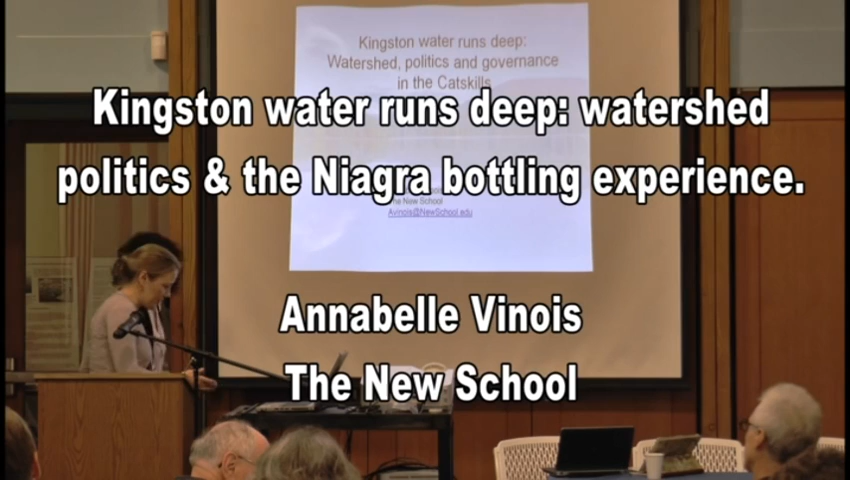 Kingston water runs deep:
Watershed, politics and governance
in the Catskills
Kingston water runs deep: watershed
politics & the Niagra bottling experience.
The New School
Avinois@NewSchool.edu
Annabelle Vinois
The New School